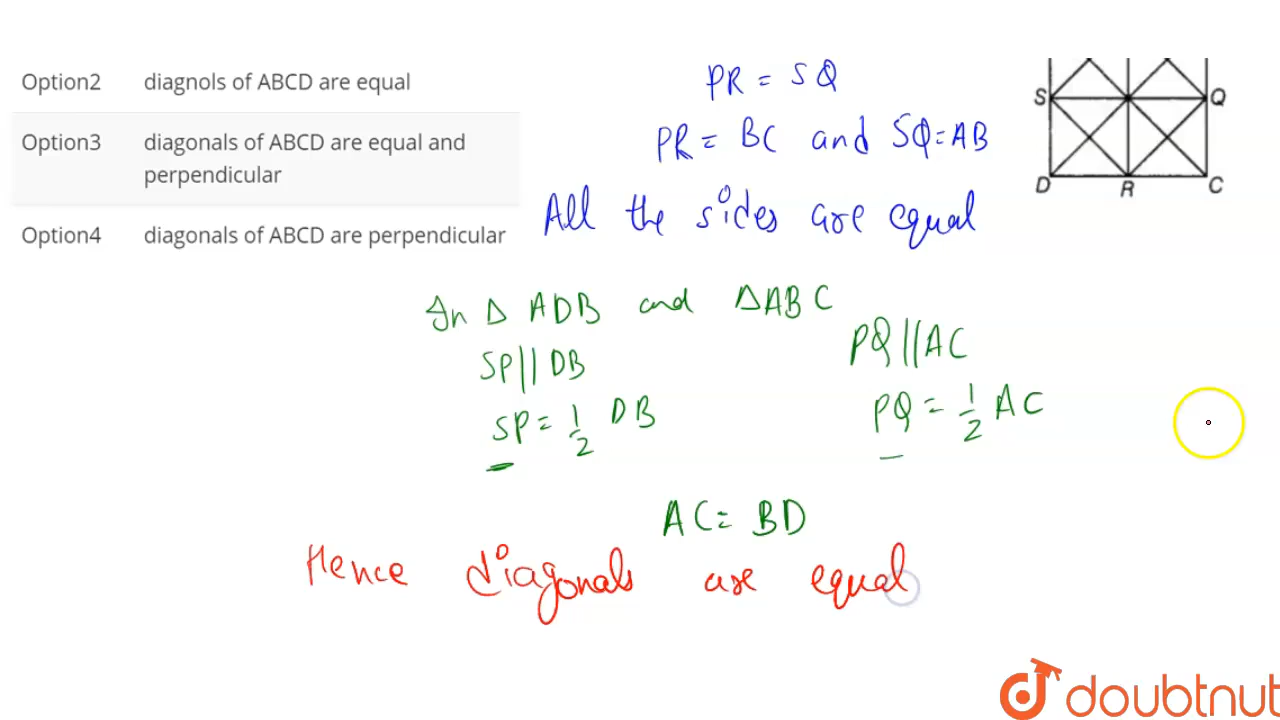 Option2 diagnols of ABCD are equal
Option3 diagonals of ABCD are equal and
perpendicular
Option4 diagonals of ABCD are perpendicular
PR = SQ
PR = BC and SQ=AB
All the sides are equal
S Q
D R C
In Δ ADB and ΔABC
SP||DB PQ||AC
SP = 1/2 DB PQ = 1/2 AC
AC = BD
Hence diagonals are equal
doubtnut